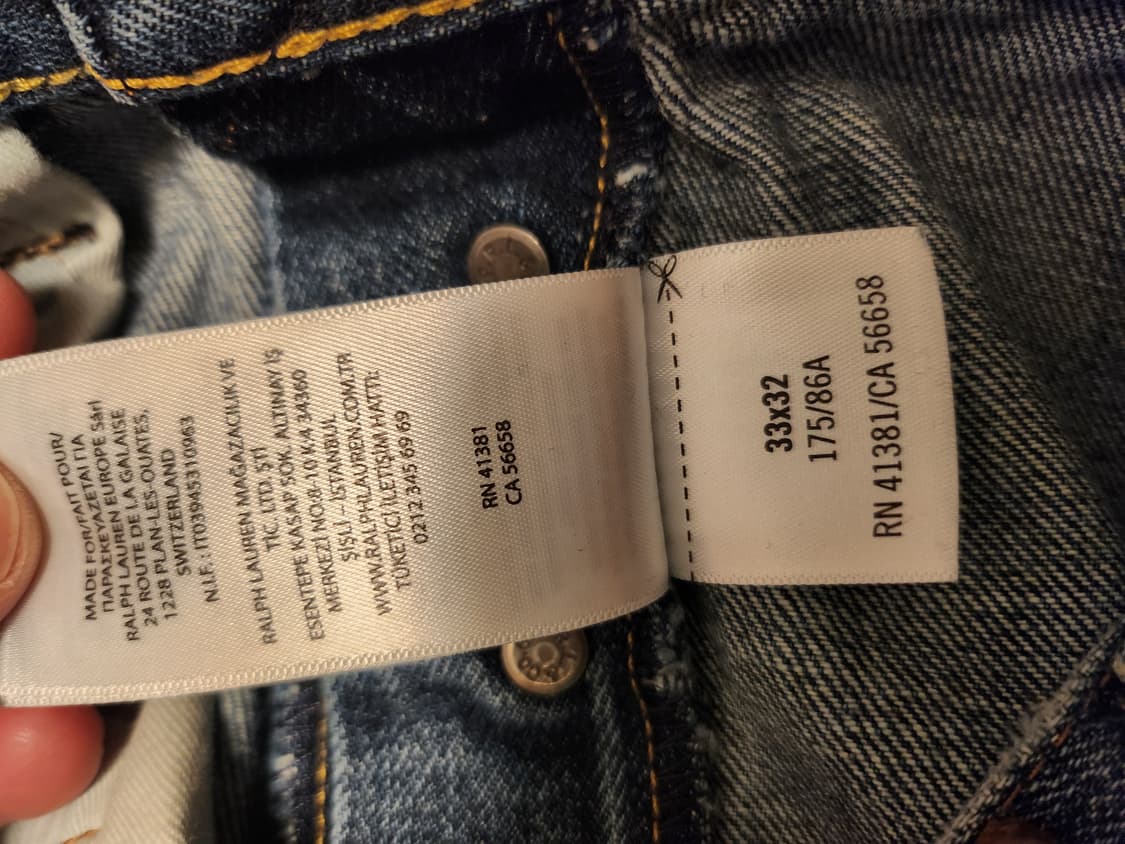 MADE FOR/FAIT POUR/
ΠΑΡΑΣΚΕΥΑΖΕΤΑΙ ΓΙΑ
RALPH LAUREN EUROPE Sàrl
24 ROUTE DE LA GALAISE
1228 PLAN-LES-OUATES,
SWITZERLAND
N.I.F.: IT03945310963
RALPH LAUREN MAĞAZACILIK VE
TİC. LTD. ŞTİ
ESENTEPE KASAP SOK. ALTINAY İŞ
MERKEZİ NO:8-10 K:4 34360
ŞİŞLİ – İSTANBUL
WWW.RALPHLAUREN.COM.TR
TÜKETİCİ İLETİŞİM HATTI:
0212 345 69 69
RN 41381
CA 56658
33x32
175/86A
RN 41381/CA 56658